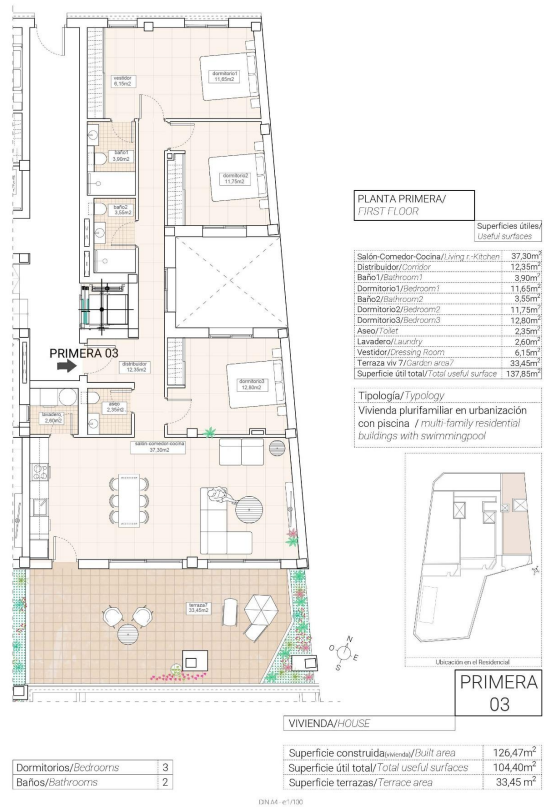 dormitorio1
11,65m2
vestidor
6,15m2
baño1
3,90m2
dormitorio2
11,75m2
baño2
3,55m2
PRIMERA 03
distribuidor
12,35m2
dormitorio3
12,80m2
aseo
2,35m2
lavadero
2,60m2
salón-comedor-cocina
37,30m2
terraza7
33,45m2
N
E
S
O
PLANTA PRIMERA/
FIRST FLOOR
Superficies útiles/
Useful surfaces
Salón-Comedor-Cocina/Living r.-Kitchen 37,30m²
Distribuidor/Corridor 12,35m²
Baño1/Bathroom1 3,90m²
Dormitorio1/Bedroom1 11,65m²
Baño2/Bathroom2 3,55m²
Dormitorio2/Bedroom2 11,75m²
Dormitorio3/Bedroom3 12,80m²
Aseo/Toilet 2,35m²
Lavadero/Laundry 2,60m²
Vestidor/Dressing Room 6,15m²
Terraza viv 7/Garden area7 33,45m²
Superficie útil total/Total useful surface 137,85m²
Tipología/Typology
Vivienda plurifamiliar en urbanización
con piscina / multi-family residential
buildings with swimmingpool
Ubicación en el Residencial
PRIMERA
03
VIVIENDA/HOUSE
Superficie construida(vivienda)/Built area 126,47m²
Superficie útil total/Total useful surfaces 104,40m²
Superficie terrazas/Terrace area 33,45 m²
Dormitorios/Bedrooms 3
Baños/Bathrooms 2
DIN A4 - e:1/100